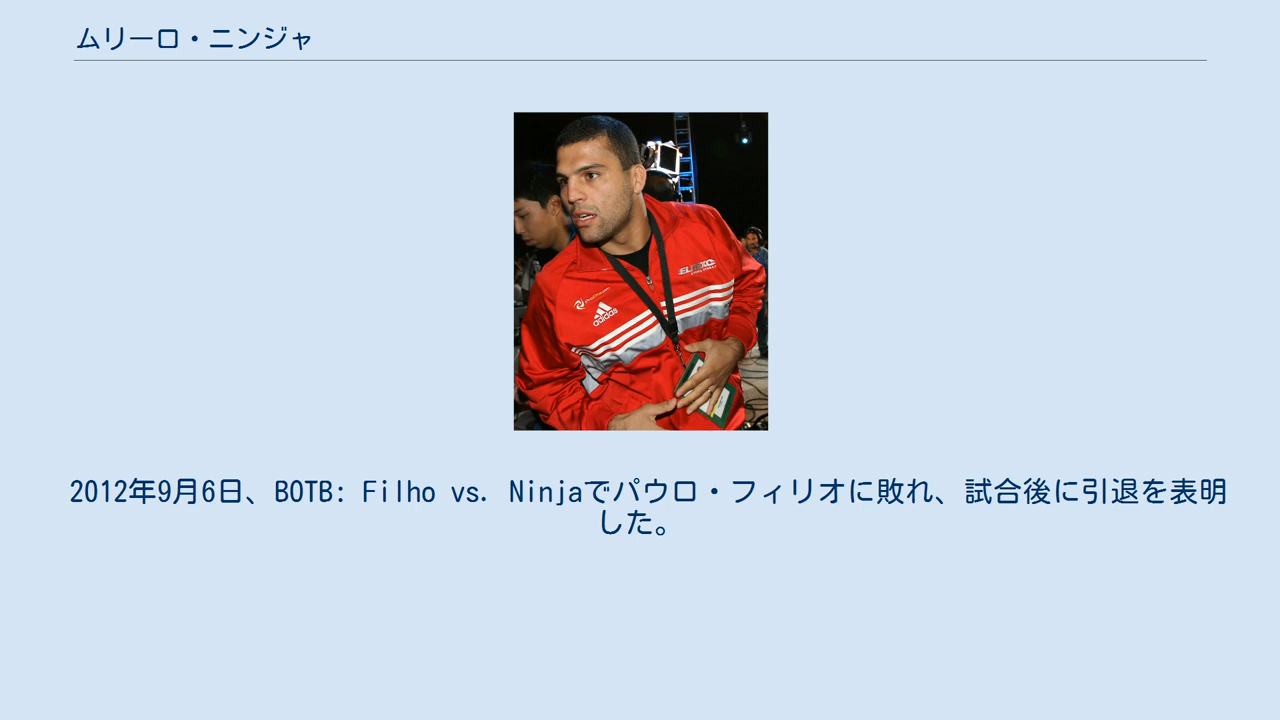 ムリーロ・ニンジャ
adidas
2012年9月6日、BOTB: Filho vs. Ninjaでパウロ・フィリオに敗れ、試合後に引退を表明
した。